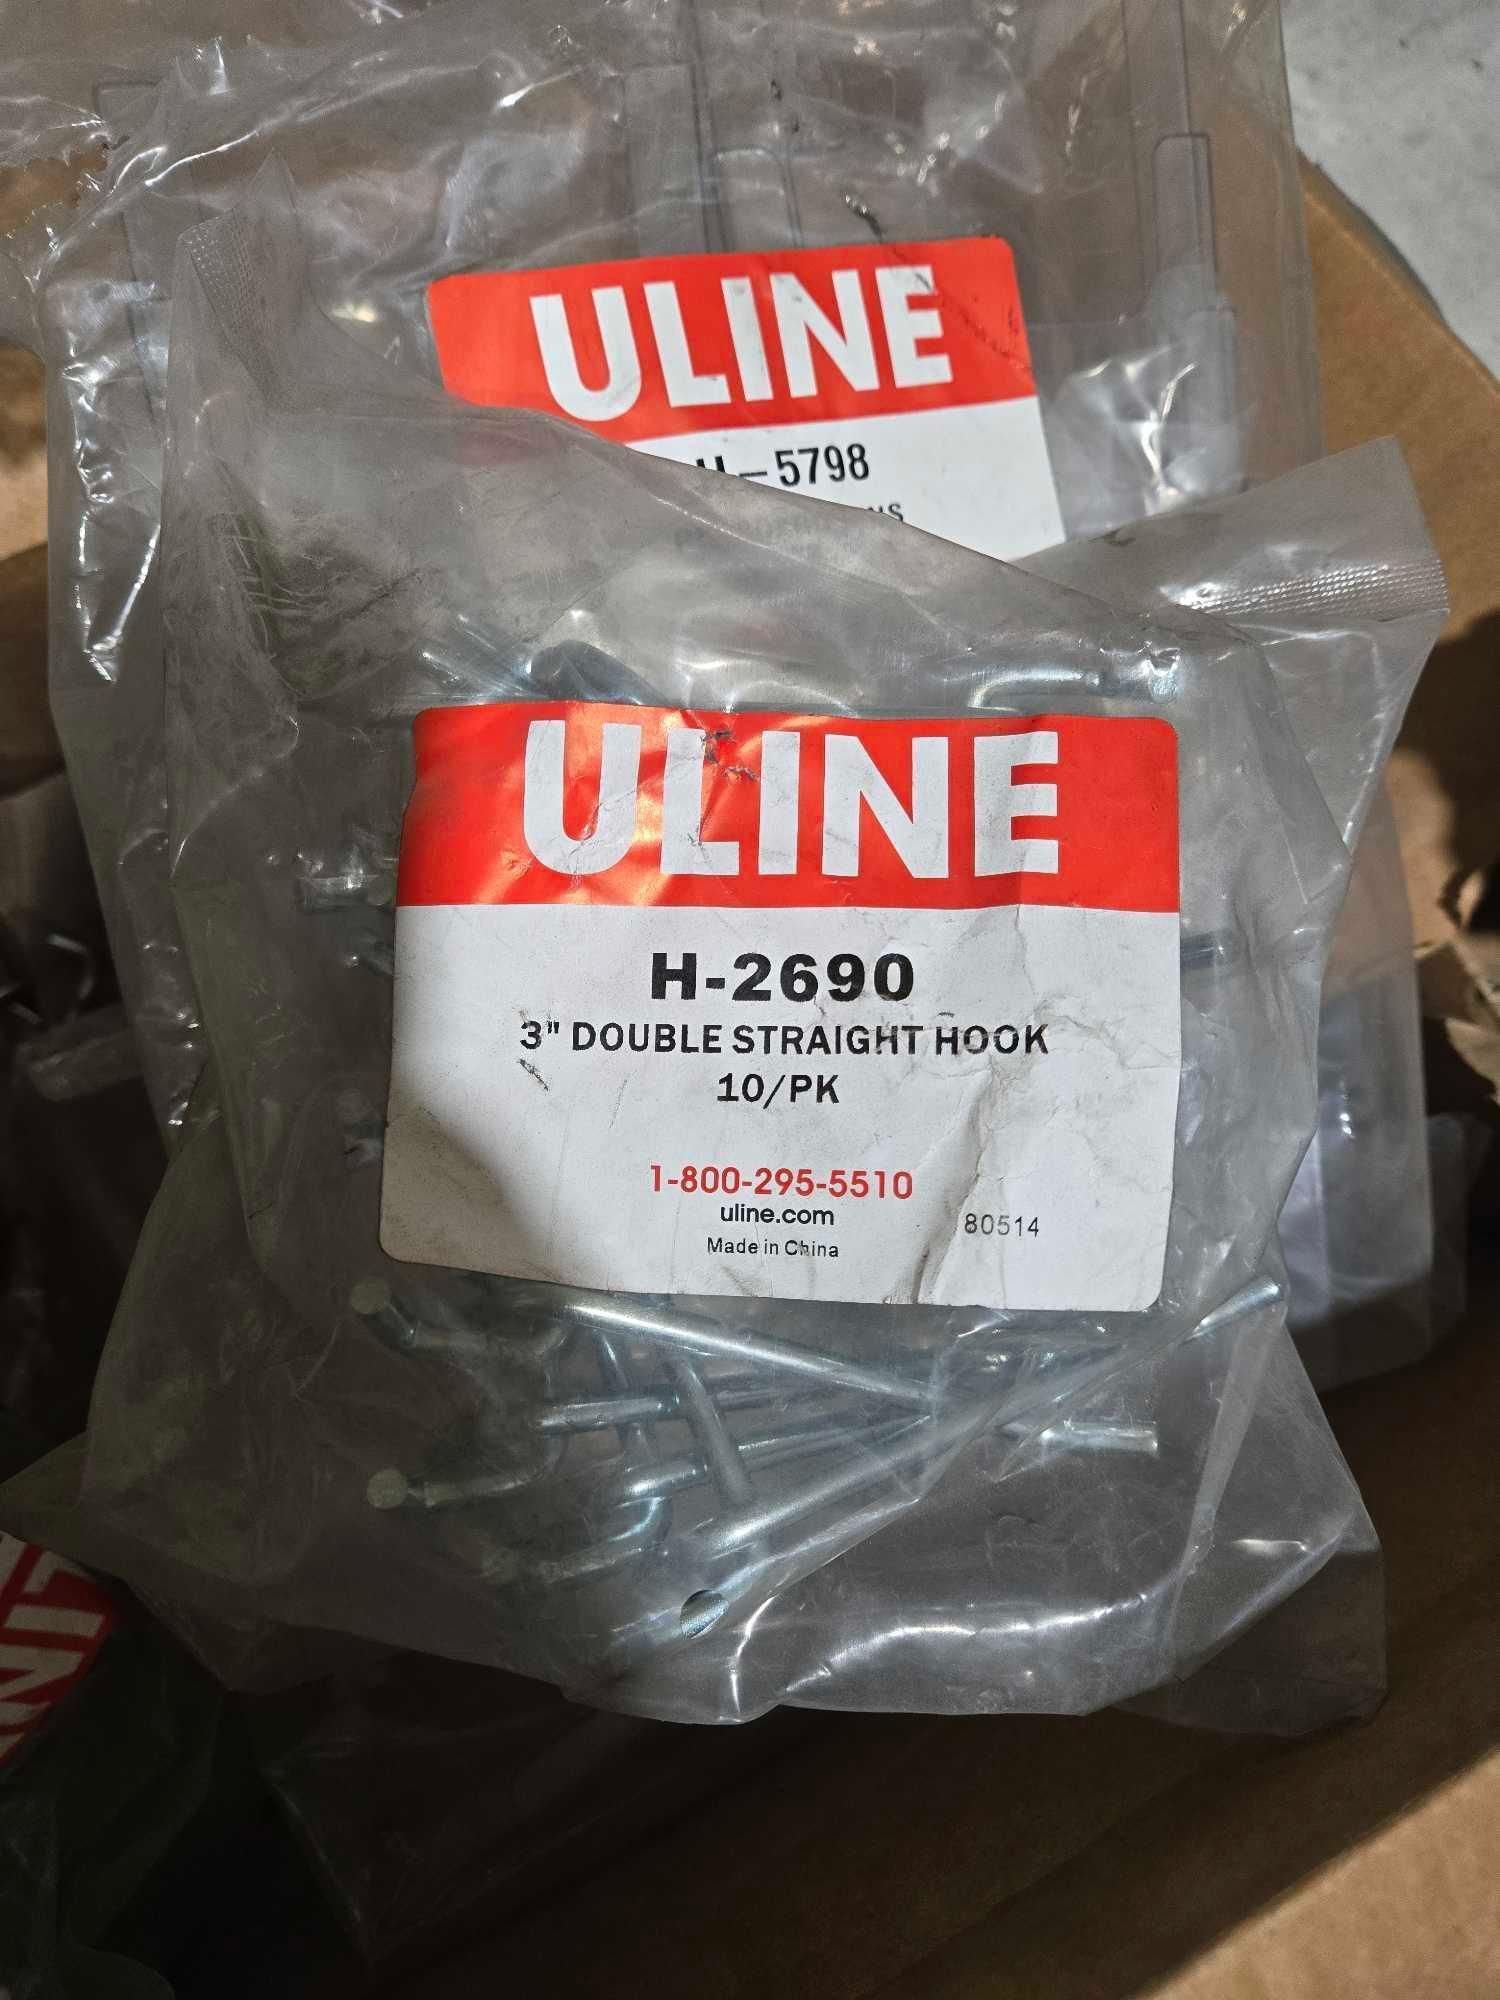 ULINE
H-5798
ULINE
H-2690
3" DOUBLE STRAIGHT HOOK
10/PK
1-800-295-5510
uline.com
80514
Made in China